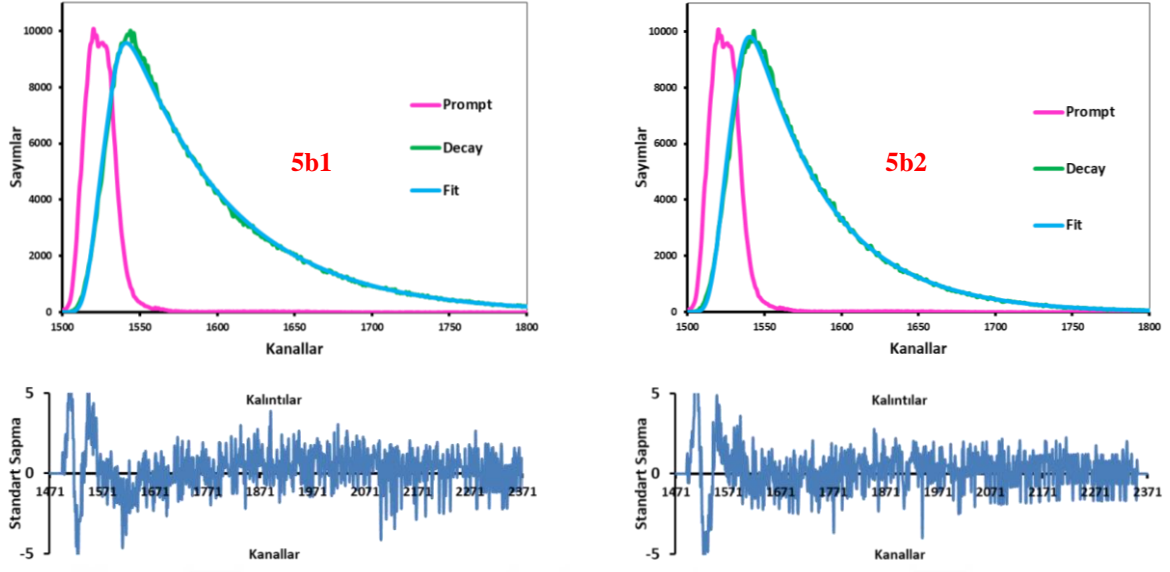 10000
8000
6000
4000
2000
0
Sayımlar
5b1
Prompt
Decay
Fit
1500
1550
1600
1650
1700
1750
1800
Kanallar
10000
8000
6000
4000
2000
0
Sayımlar
5b2
Prompt
Decay
Fit
1500
1550
1600
1650
1700
1750
1800
Kanallar
5
0
-5
Standart Sapma
Kalıntılar
1471
1571
1671
1771
1871
1971
2071
2171
2271
2371
Kanallar
5
0
-5
Standart Sapma
Kalıntılar
1471
1571
1671
1771
1871
1971
2071
2171
2271
2371
Kanallar